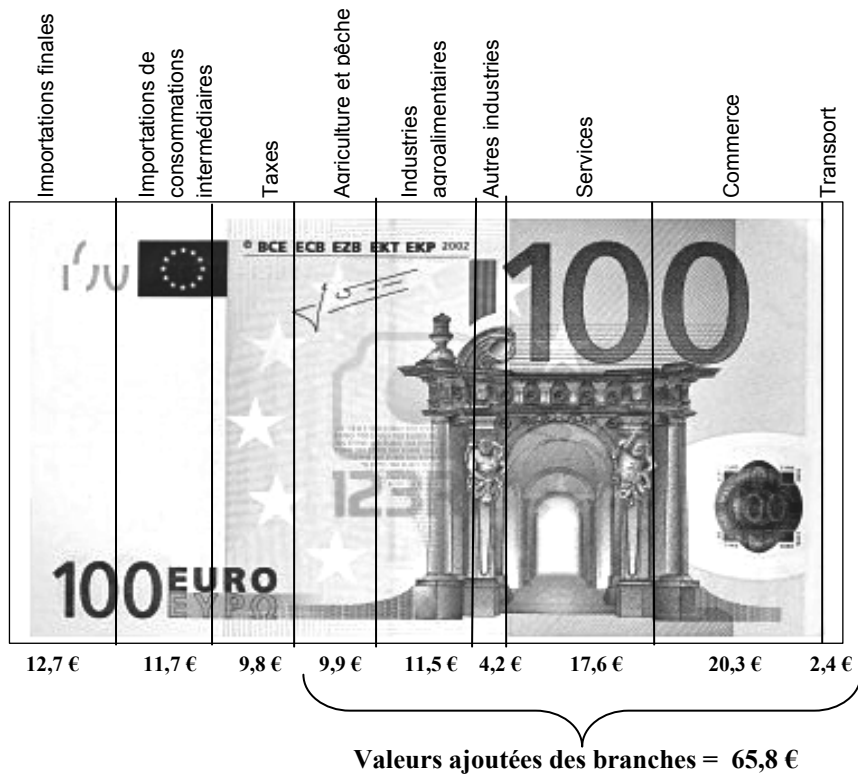 Importations finales
Importations de
consommations
intermédiaires
Taxes
Agriculture et pêche
Industries
agroalimentaires
Autres industries
Services
Commerce
Transport
© BCE ECB EZB EKT EKP 2002
100
123
100
100 EURO
ΕΥΡΩ
12,7 €
11,7 €
9,8 €
9,9 €
11,5 €
4,2 €
17,6 €
20,3 €
2,4 €
Valeurs ajoutées des branches = 65,8 €